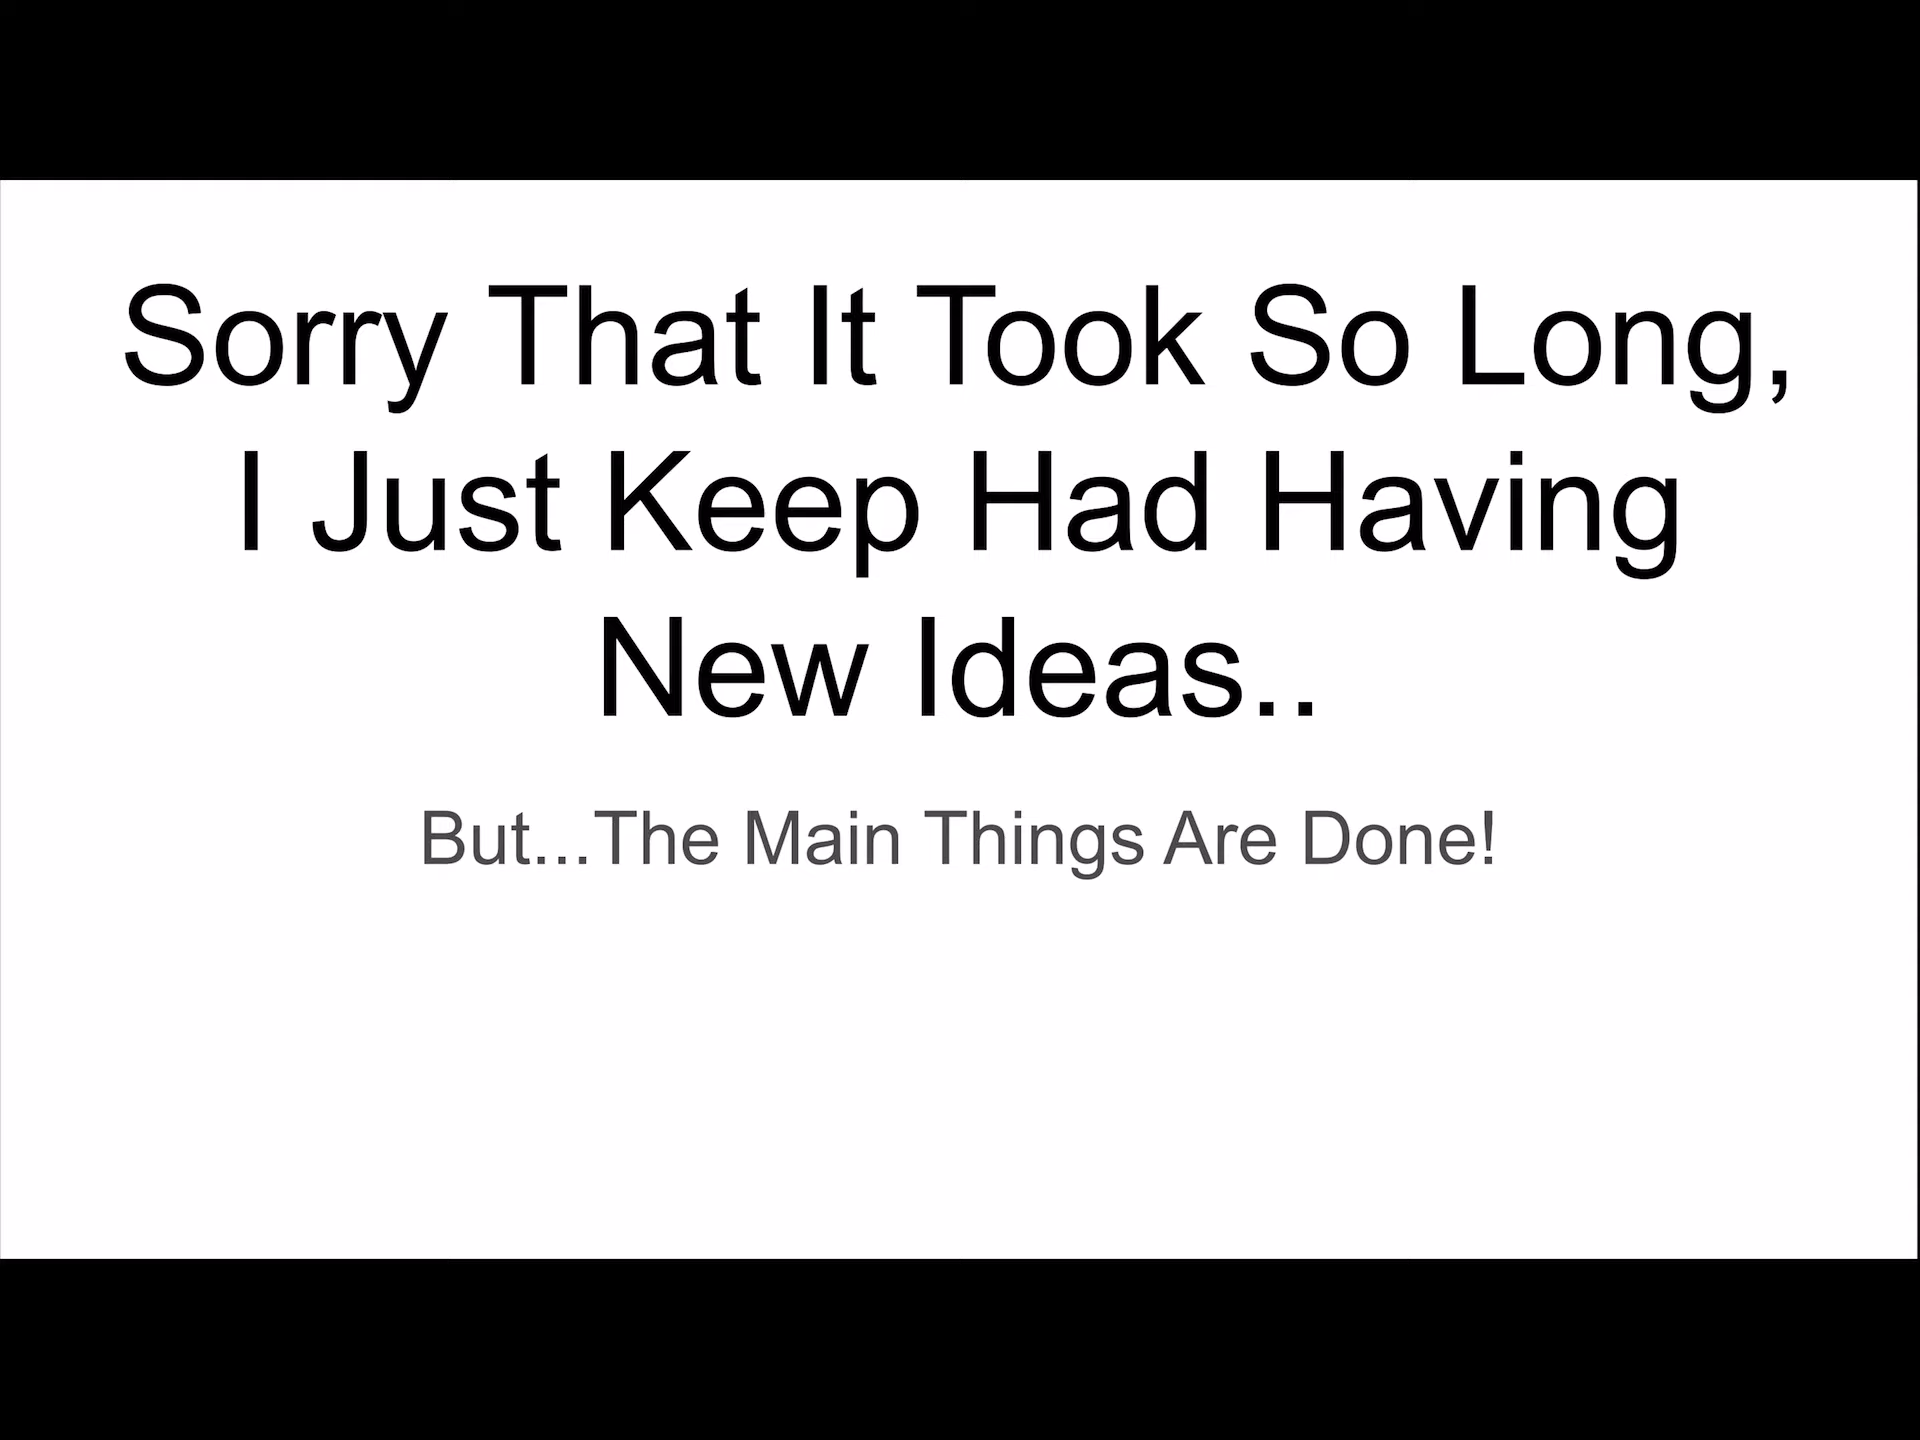 Sorry That It Took So Long,
I Just Keep Had Having
New Ideas..
But...The Main Things Are Done!